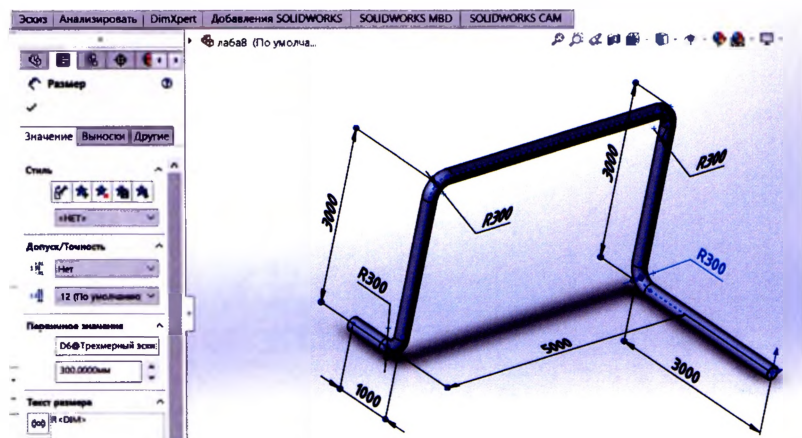 Эскиз Анализировать DimXpert Добавления SOLIDWORKS SOLIDWORKS MBD SOLIDWORKS CAM
лаба8 (По умолча...
Размер
Значение Выноски Другие
Стиль
<НЕТ>
Допуск/Точность
Нет
.12 (По умолчанию)
Первичное значение
D6@Трехмерный эскиз
300.0000мм
Текст размера
R<DIM>
3000
R300
R300
3000
R300
R300
1000
5000
3000